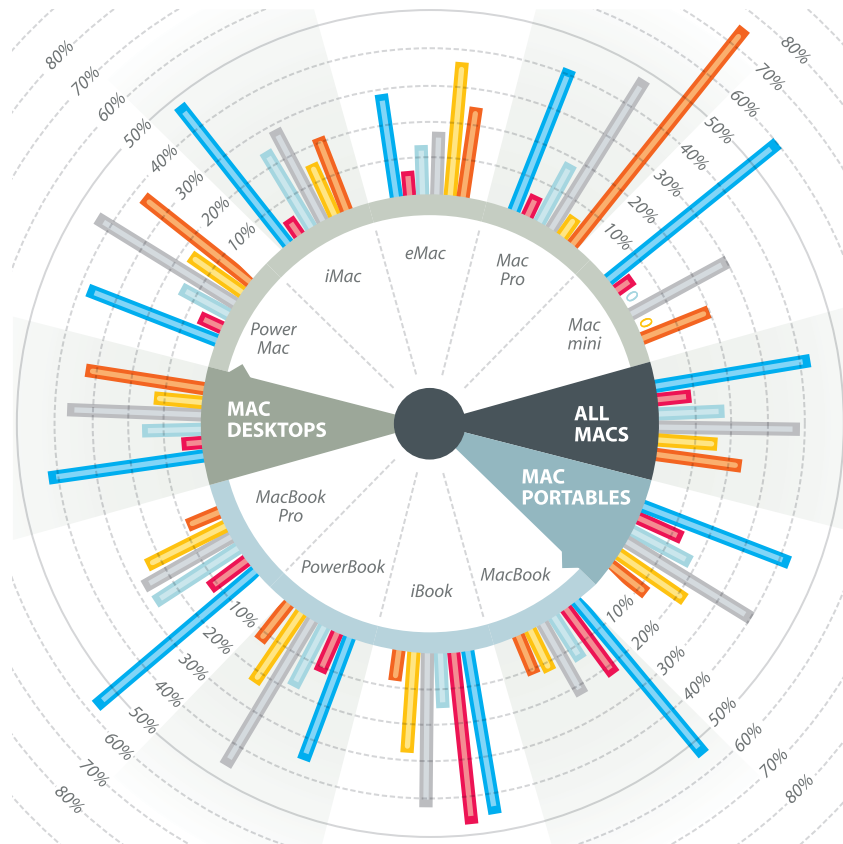 80%
70%
60%
50%
40%
30%
20%
10%
80%
70%
60%
50%
40%
30%
20%
10%
iMac
eMac
Mac
Pro
Power
Mac
Mac
mini
0
0
MAC
DESKTOPS
ALL
MACS
MAC
PORTABLES
MacBook
Pro
PowerBook
iBook
MacBook
10%
20%
30%
40%
50%
60%
70%
80%
10%
20%
30%
40%
50%
60%
70%
80%